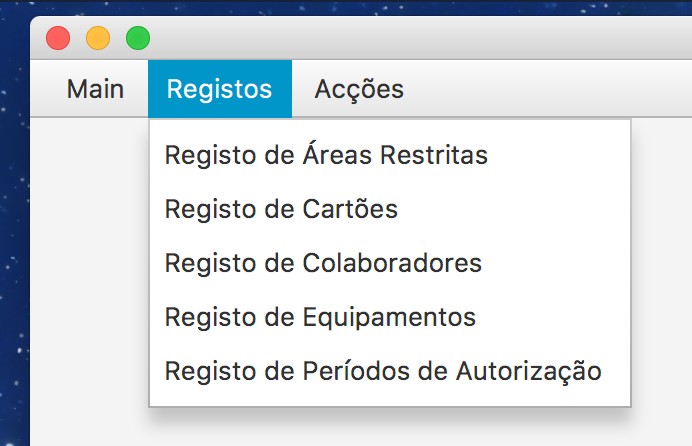 Main Registos Acções
Registo de Áreas Restritas
Registo de Cartões
Registo de Colaboradores
Registo de Equipamentos
Registo de Períodos de Autorização